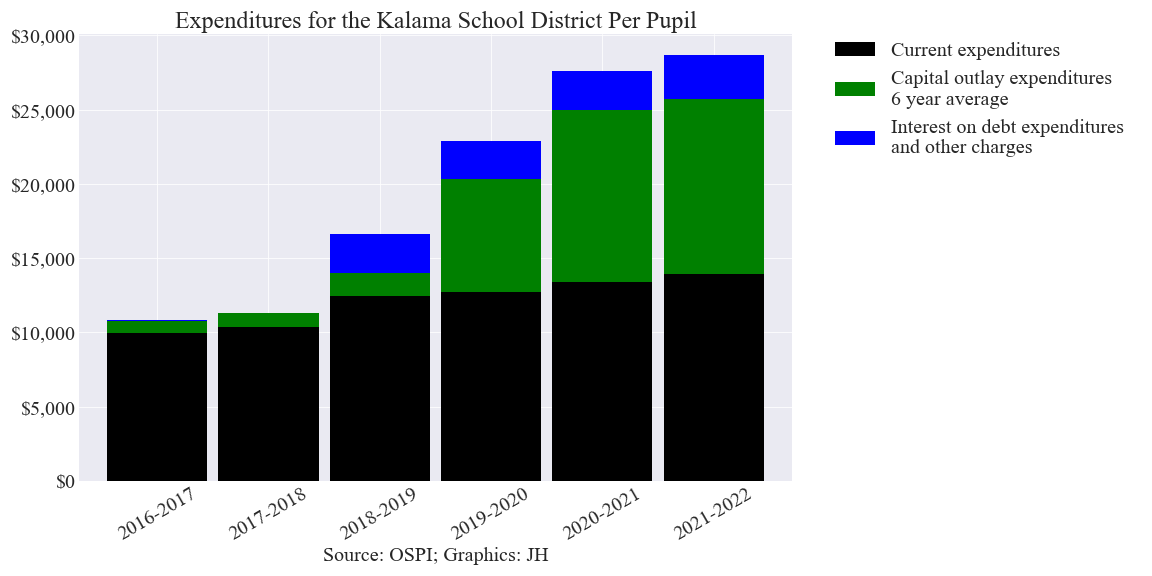 Expenditures for the Kalama School District Per Pupil
$30,000
$25,000
$20,000
$15,000
$10,000
$5,000
$0
2016-2017
2017-2018
2018-2019
2019-2020
2020-2021
2021-2022
Source: OSPI; Graphics: JH
Current expenditures
Capital outlay expenditures
6 year average
Interest on debt expenditures
and other charges